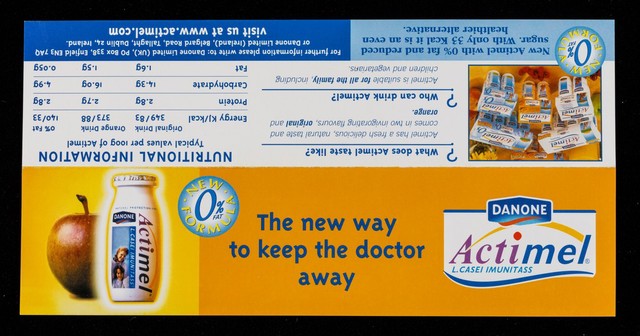 DANONE
Actimel
L.CASEI IMUNITASS
The new way
to keep the doctor
away
NEW FORMULA
0%
FAT
DANONE
Actimel
L.CASEI IMUNITASS
NUTRITIONAL INFORMATION
Typical values per 100g of Actimel
Original Drink Orange Drink 0% Fat
Energy KJ/Kcal 349/83 373/88 140/33
Protein 2.8g 2.7g 2.8g
Carbohydrate 14.3g 16.0g 4.9g
Fat 1.6g 1.5g 0.05g
For further information please write to: Danone Limited (UK), PO Box 338, Enfield EN3 7AQ
or Danone Limited (Ireland), Belgard Road, Tallaght, Dublin 24, Ireland.
visit us at www.actimel.com
? What does Actimel taste like?
Actimel has a fresh delicious, natural taste and
comes in two invigorating flavours, original and
orange.
? Who can drink Actimel?
Actimel is suitable for all the family, including
children and vegetarians.
New Actimel with 0% fat and reduced
sugar. With only 33 Kcal it is an even
healthier alternative.
NEW FORMULA
0%
FAT
Actimel
Actimel
Actimel